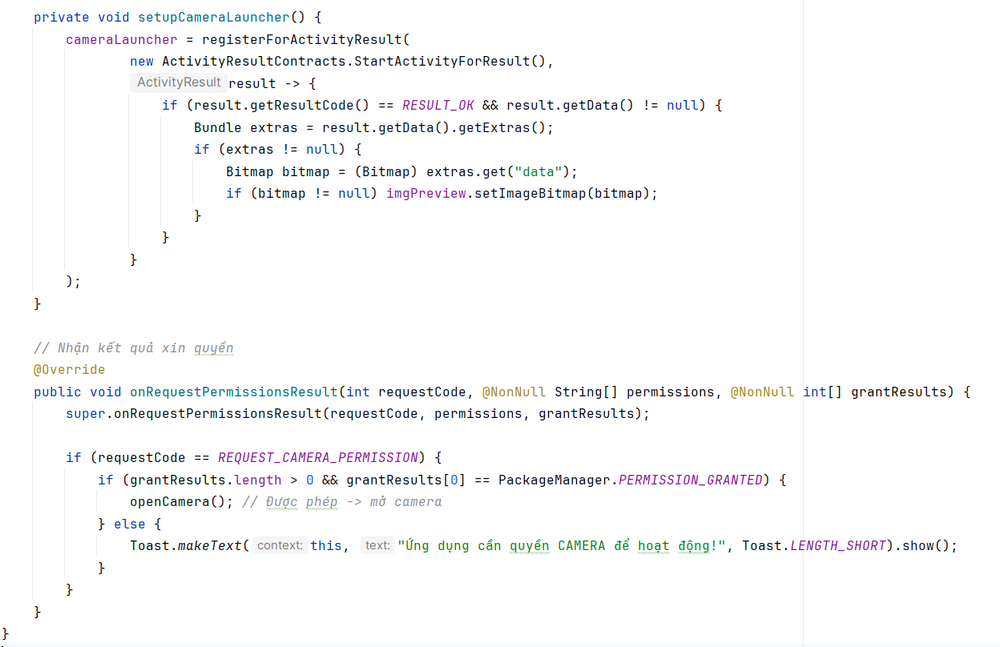 private void setupCameraLauncher() {
cameraLauncher = registerForActivityResult(
new ActivityResultContracts.StartActivityForResult(),
ActivityResult result -> {
if (result.getResultCode() == RESULT_OK && result.getData() != null) {
Bundle extras = result.getData().getExtras();
if (extras != null) {
Bitmap bitmap = (Bitmap) extras.get("data");
if (bitmap != null) imgPreview.setImageBitmap(bitmap);
}
}
}
);
}
// Nhận kết quả xin quyền
@Override
public void onRequestPermissionsResult(int requestCode, @NonNull String[] permissions, @NonNull int[] grantResults) {
super.onRequestPermissionsResult(requestCode, permissions, grantResults);
if (requestCode == REQUEST_CAMERA_PERMISSION) {
if (grantResults.length > 0 && grantResults[0] == PackageManager.PERMISSION_GRANTED) {
openCamera(); // Được phép -> mở camera
} else {
Toast.makeText( context: this, text: "Ứng dụng cần quyền CAMERA để hoạt động!", Toast.LENGTH_SHORT).show();
}
}
}
}